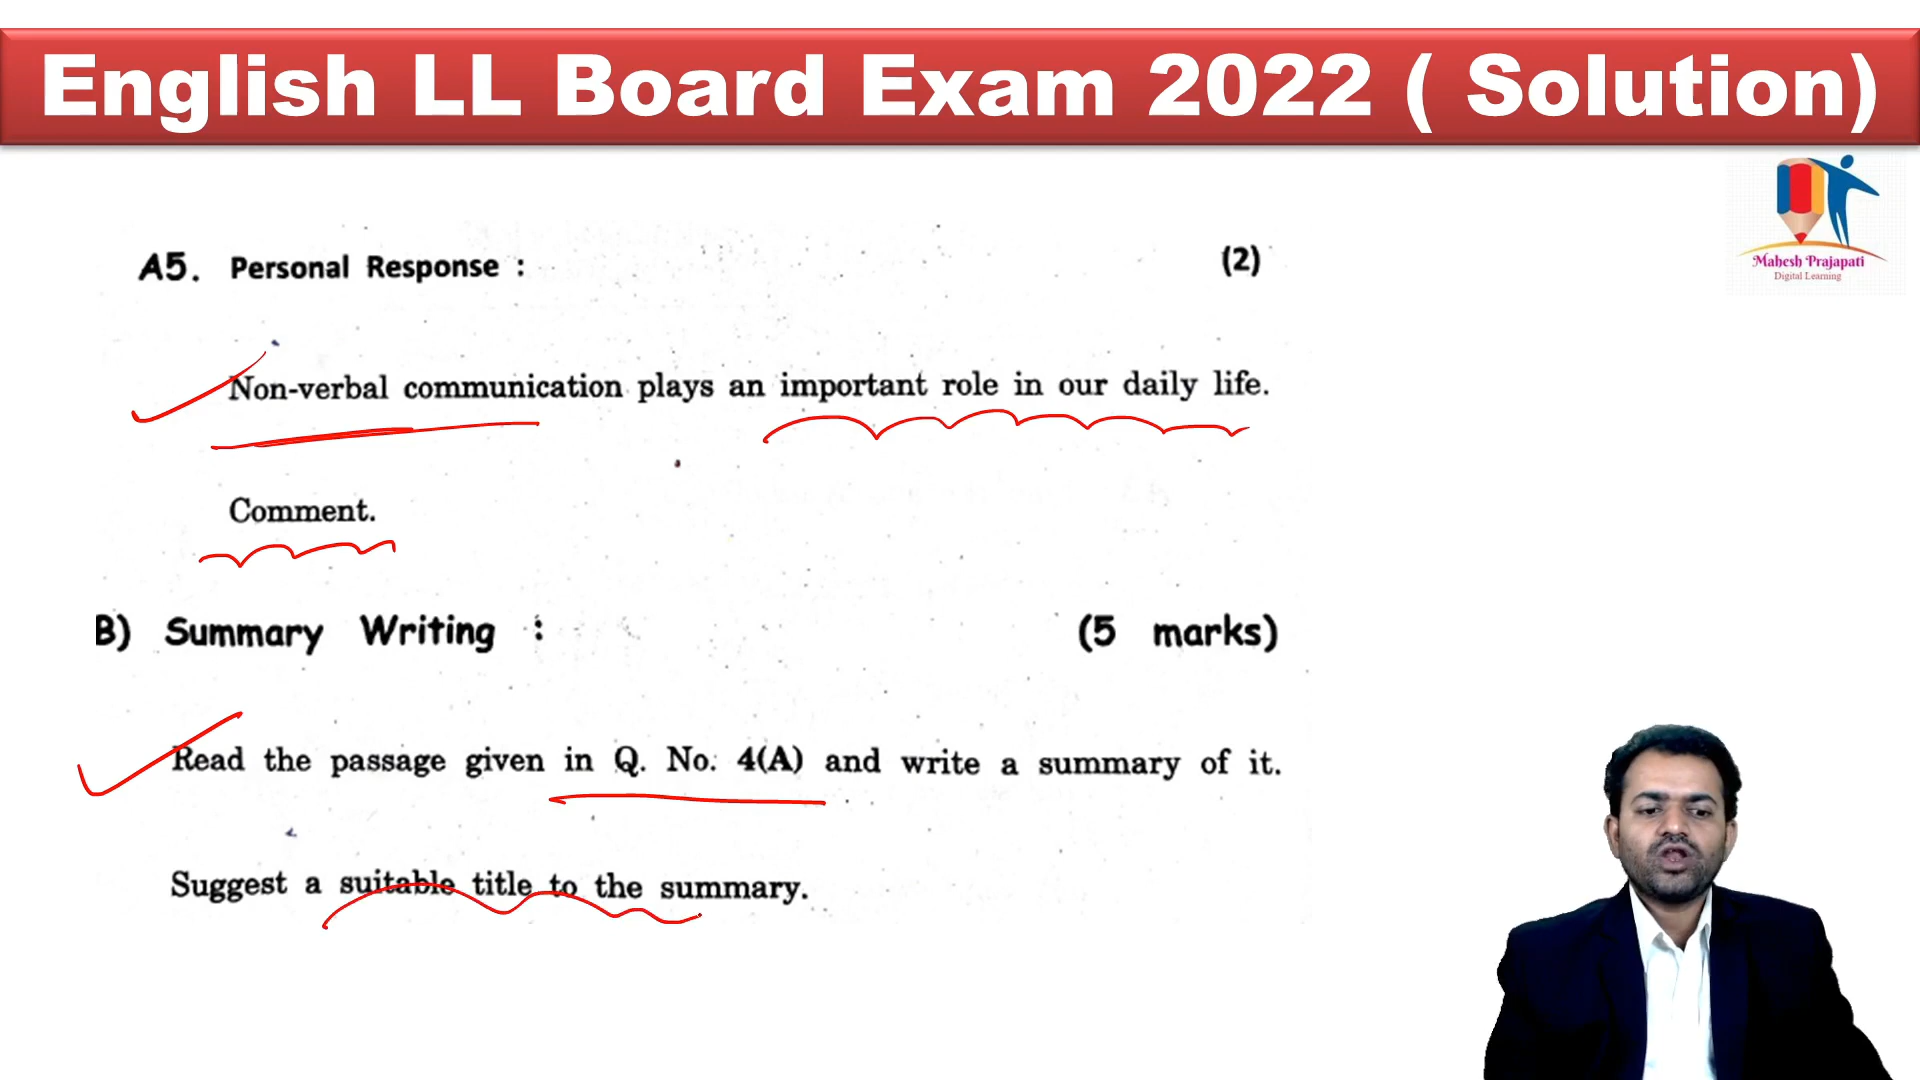 English LL Board Exam 2022 ( Solution)
Mahesh Prajapati
Digital Learning
A5. Personal Response : (2)
Non-verbal communication plays an important role in our daily life.
Comment.
B) Summary Writing : (5 marks)
Read the passage given in Q. No. 4(A) and write a summary of it.
Suggest a suitable title to the summary.